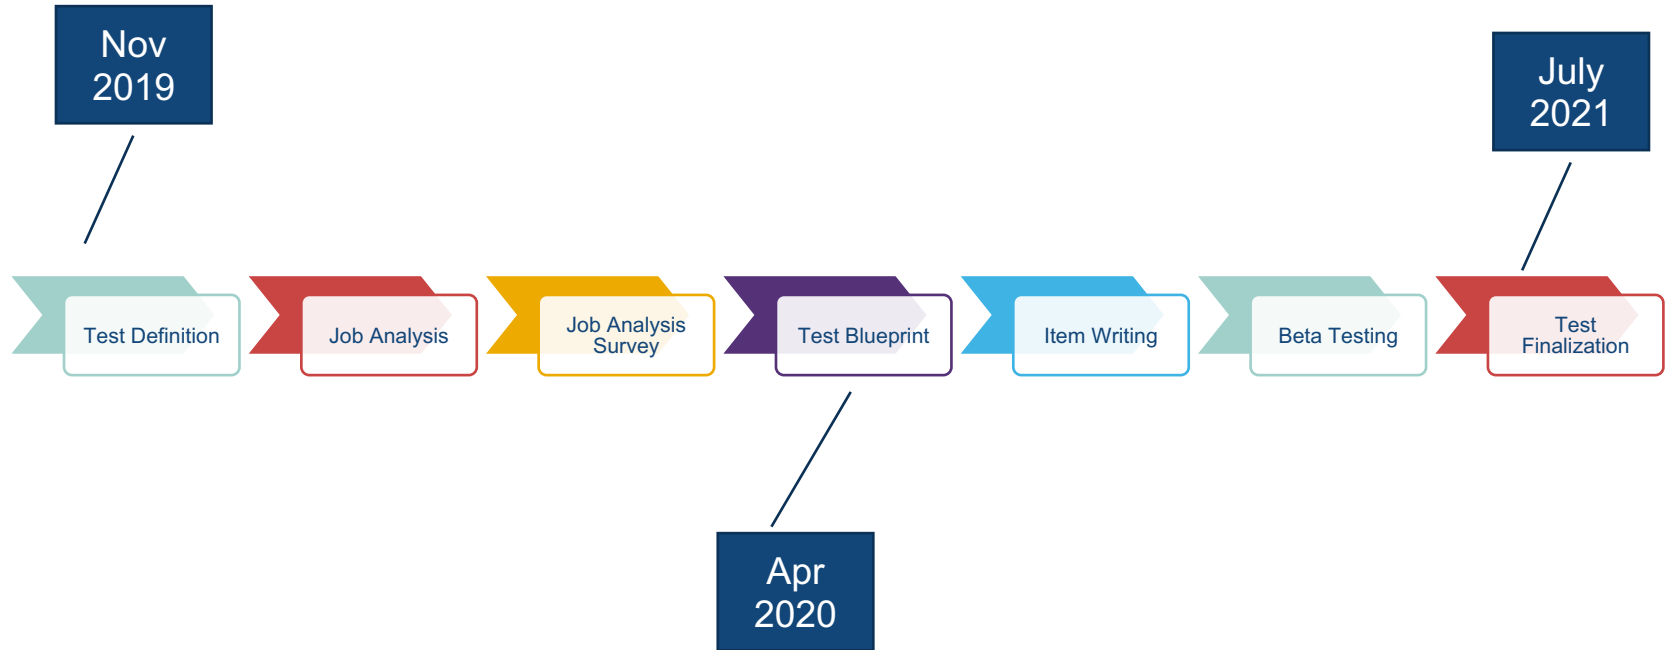 Nov
2019
July
2021
Test Definition
Job Analysis
Job Analysis
Survey
Test Blueprint
Item Writing
Beta Testing
Test
Finalization
Apr
2020